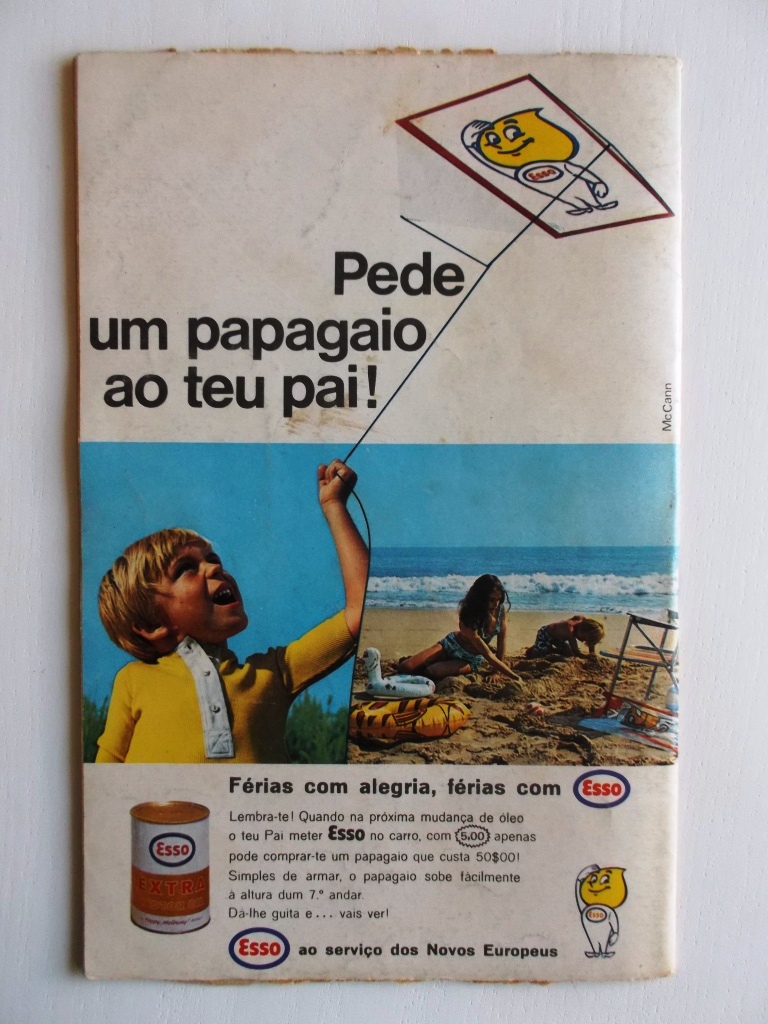 Esso
Pede
um papagaio
ao teu pai!
McCann
Férias com alegria, férias com Esso
Lembra-te! Quando na próxima mudança de óleo
o teu Pai meter Esso no carro, com 5,00 apenas
pode comprar-te um papagaio que custa 50$00!
Simples de armar, o papagaio sobe fàcilmente
à altura dum 7.º andar.
Dá-lhe guita e... vais ver!
Esso
EXTRA
Esso
Esso ao serviço dos Novos Europeus